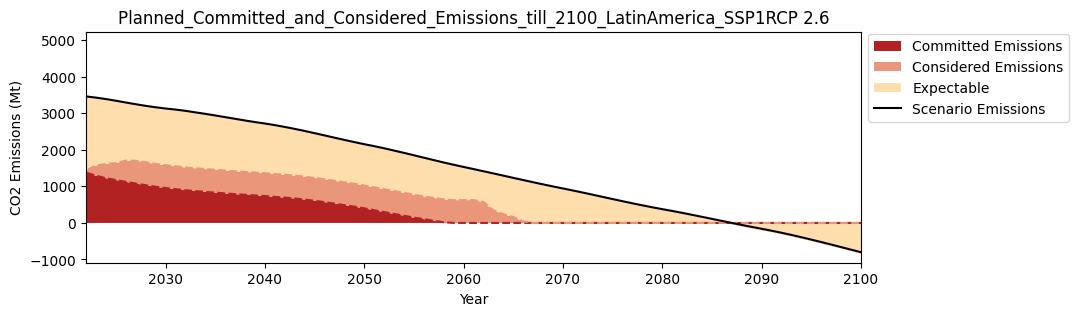 Planned_Committed_and_Considered_Emissions_till_2100_LatinAmerica_SSP1RCP 2.6
5000
4000
3000
2000
1000
0
−1000
CO2 Emissions (Mt)
2030
2040
2050
2060
2070
2080
2090
2100
Year
Committed Emissions
Considered Emissions
Expectable
Scenario Emissions